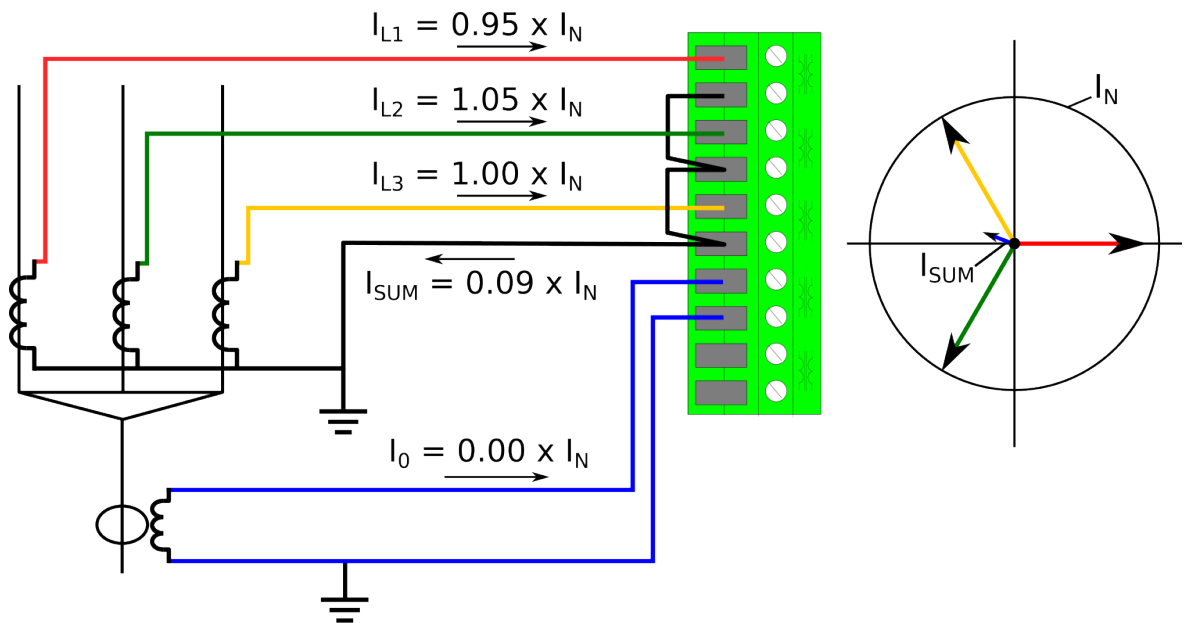 I_L1 = 0.95 x I_N
I_L2 = 1.05 x I_N
I_L3 = 1.00 x I_N
I_SUM = 0.09 x I_N
I_0 = 0.00 x I_N
I_N
I_SUM